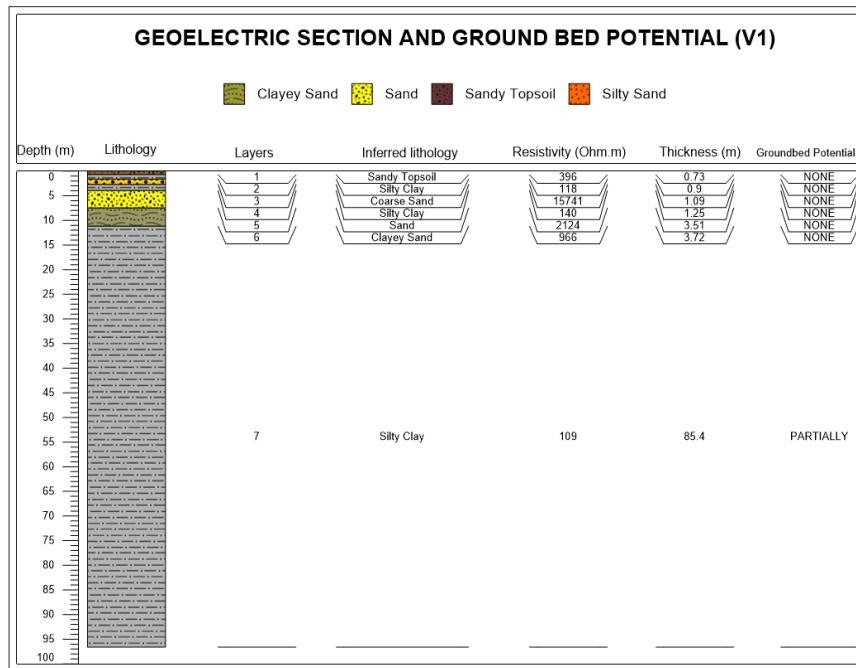 GEOELECTRIC SECTION AND GROUND BED POTENTIAL (V1)
Clayey Sand Sand Sandy Topsoil Silty Sand
Depth (m) Lithology Layers Inferred lithology Resistivity (Ohm.m) Thickness (m) Groundbed Potential
0 1 Sandy Topsoil 396 0.73 NONE
2 Silty Clay 118 0.9 NONE
5 3 Coarse Sand 15741 1.09 NONE
4 Silty Clay 140 1.25 NONE
10 5 Sand 2124 3.51 NONE
6 Clayey Sand 966 3.72 NONE
15
20
25
30
35
40
45
50
55 7 Silty Clay 109 85.4 PARTIALLY
60
65
70
75
80
85
90
95
100